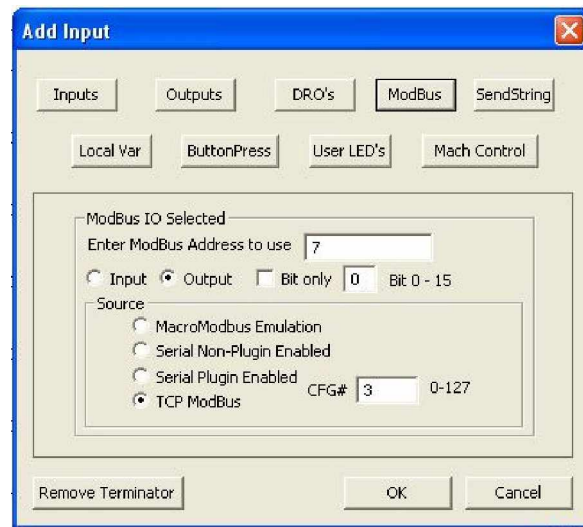 Add Input
Inputs Outputs DRO's ModBus SendString
Local Var ButtonPress User LED's Mach Control
ModBus IO Selected
Enter ModBus Address to use 7
Input Output Bit only 0 Bit 0 - 15
Source
MacroModbus Emulation
Serial Non-Plugin Enabled
Serial Plugin Enabled
TCP ModBus CFG# 3 0-127
Remove Terminator OK Cancel